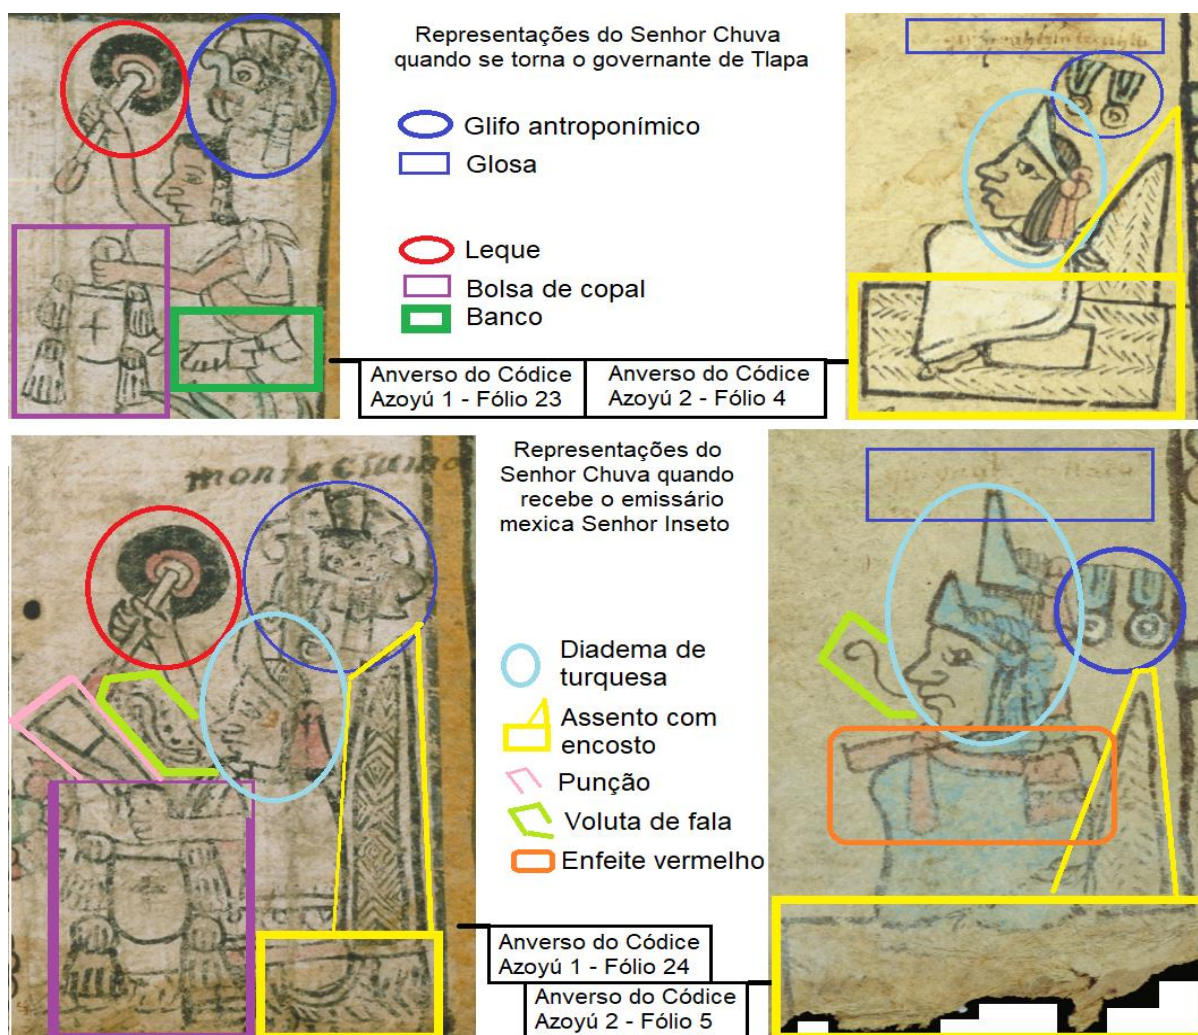 Representações do Senhor Chuva
quando se torna o governante de Tlapa
Glifo antroponímico
Glosa
Leque
Bolsa de copal
Banco
Anverso do Códice
Azoyú 1 - Fólio 23
Anverso do Códice
Azoyú 2 - Fólio 4
Representações do
Senhor Chuva quando
recebe o emissário
mexica Senhor Inseto
Diadema de
turquesa
Assento com
encosto
Punção
Voluta de fala
Enfeite vermelho
Anverso do Códice
Azoyú 1 - Fólio 24
Anverso do Códice
Azoyú 2 - Fólio 5